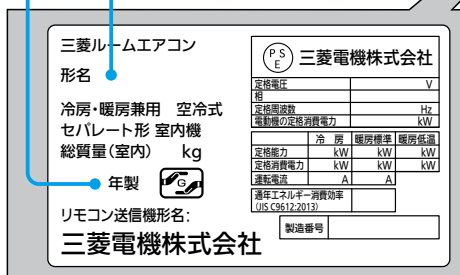 三菱ルームエアコン
形名
冷房・暖房兼用 空冷式
セパレート形 室内機
総質量(室内) kg
年製 G
リモコン送信機形名:
三菱電機株式会社
PS
E 三菱電機株式会社
定格電圧 V
相
定格周波数 Hz
電動機の定格消費電力 kW
冷 房 暖房標準 暖房低温
定格能力 kW kW kW
定格消費電力 kW kW kW
運転電流 A A
通年エネルギー消費効率
(JIS C9612:2013)
製造番号